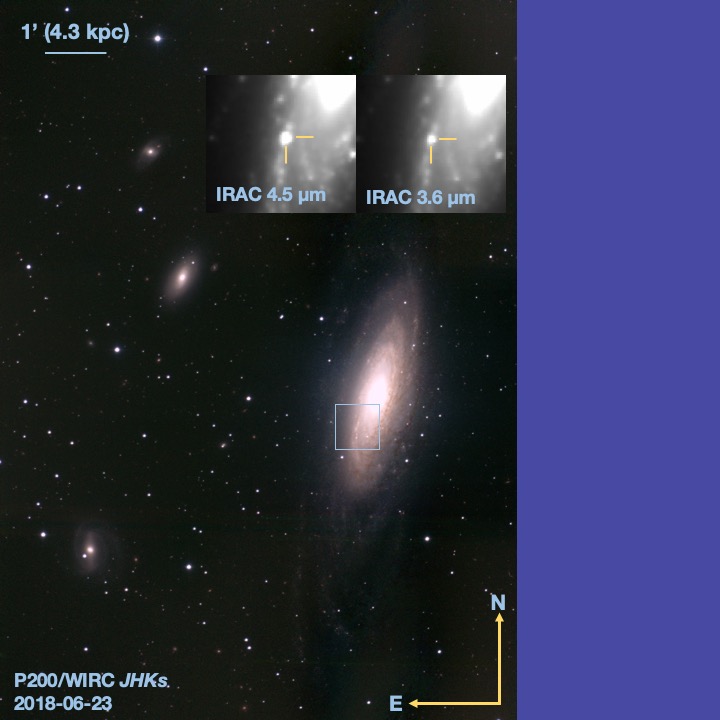 1’ (4.3 kpc)
IRAC 4.5 µm
IRAC 3.6 µm
N
E
P200/WIRC JHKs.
2018-06-23